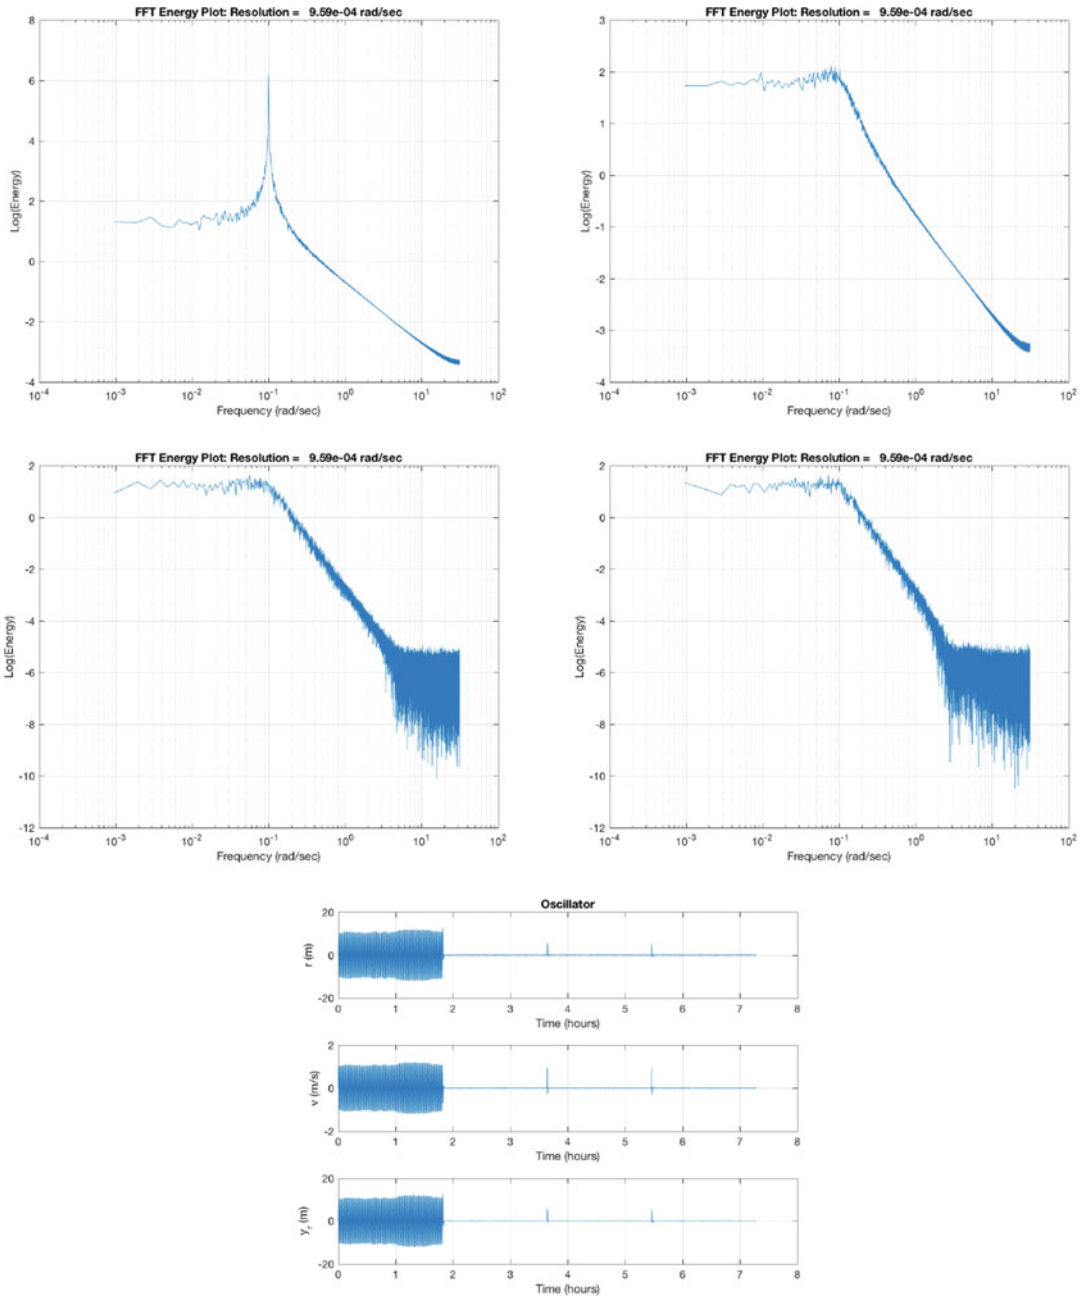 FFT Energy Plot: Resolution = 9.59e-04 rad/sec
8
6
4
2
0
-2
-4
Log(Energy)
10^-4 10^-3 10^-2 10^-1 10^0 10^1 10^2
Frequency (rad/sec)
FFT Energy Plot: Resolution = 9.59e-04 rad/sec
3
2
1
0
-1
-2
-3
-4
Log(Energy)
10^-4 10^-3 10^-2 10^-1 10^0 10^1 10^2
Frequency (rad/sec)
FFT Energy Plot: Resolution = 9.59e-04 rad/sec
2
0
-2
-4
-6
-8
-10
-12
Log(Energy)
10^-4 10^-3 10^-2 10^-1 10^0 10^1 10^2
Frequency (rad/sec)
FFT Energy Plot: Resolution = 9.59e-04 rad/sec
2
0
-2
-4
-6
-8
-10
-12
Log(Energy)
10^-4 10^-3 10^-2 10^-1 10^0 10^1 10^2
Frequency (rad/sec)
Oscillator
20
0
-20
r (m)
0 1 2 3 4 5 6 7 8
Time (hours)
2
0
-2
v (m/s)
0 1 2 3 4 5 6 7 8
Time (hours)
20
0
-20
y_r (m)
0 1 2 3 4 5 6 7 8
Time (hours)